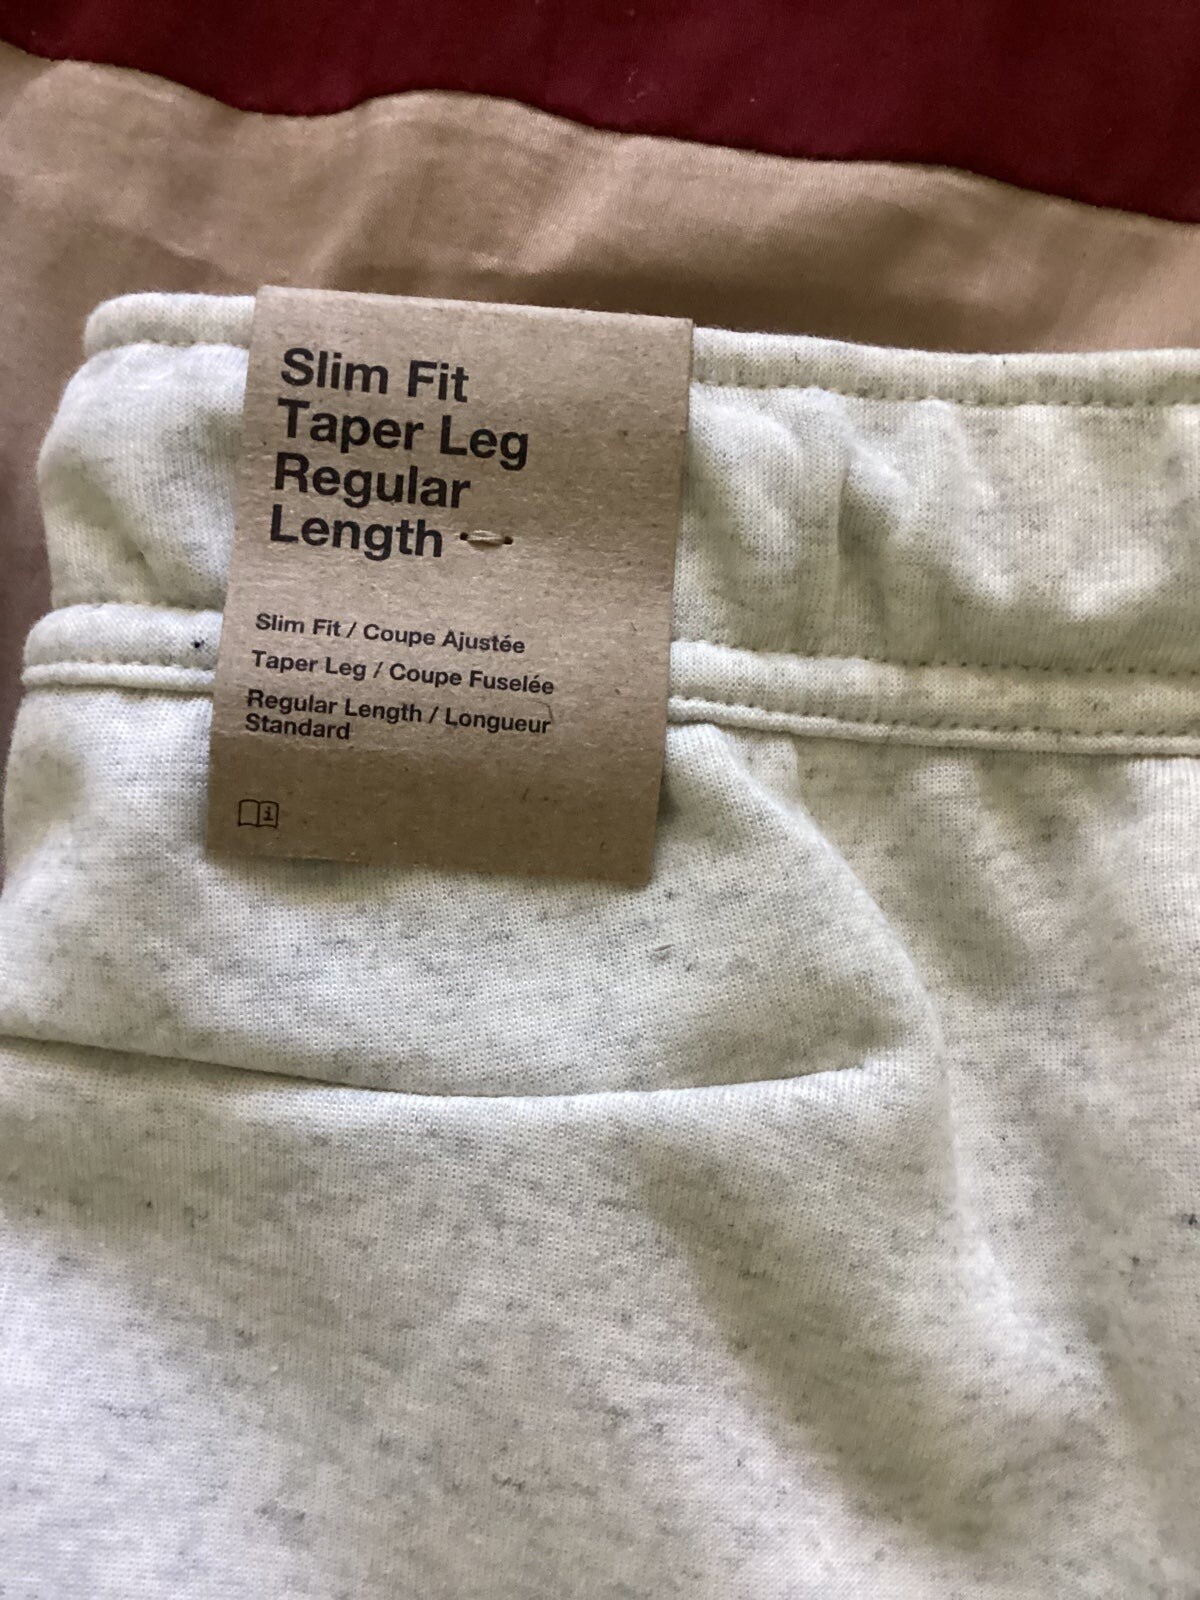 Slim Fit
Taper Leg
Regular
Length
Slim Fit / Coupe Ajustée
Taper Leg / Coupe Fuselée
Regular Length / Longueur
Standard
i